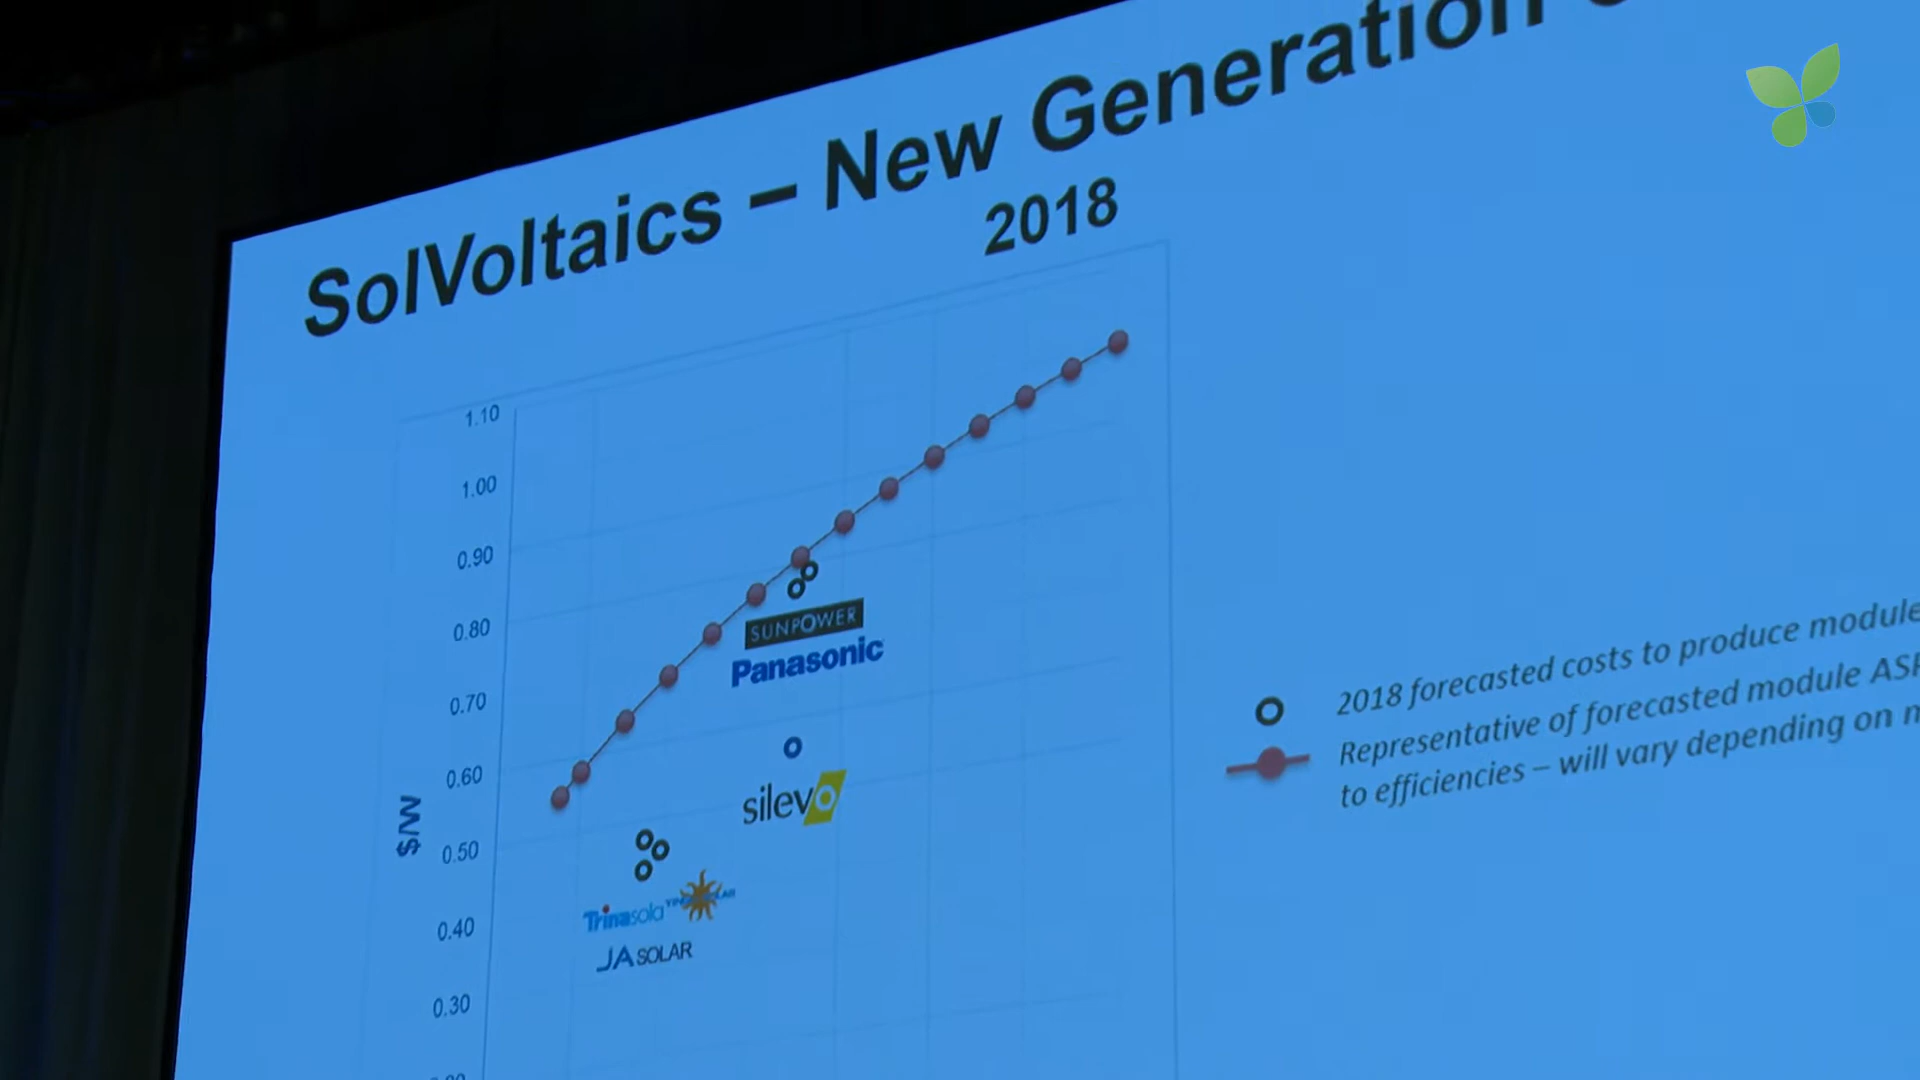 SolVoltaics – New Generation
2018
1.10
1.00
0.90
0.80
0.70
0.60
0.50
0.40
0.30
$/W
SUNPOWER
Panasonic
silevo
Trinasola
JA SOLAR
2018 forecasted costs to produce module
Representative of forecasted module
to efficiencies – will vary depending on